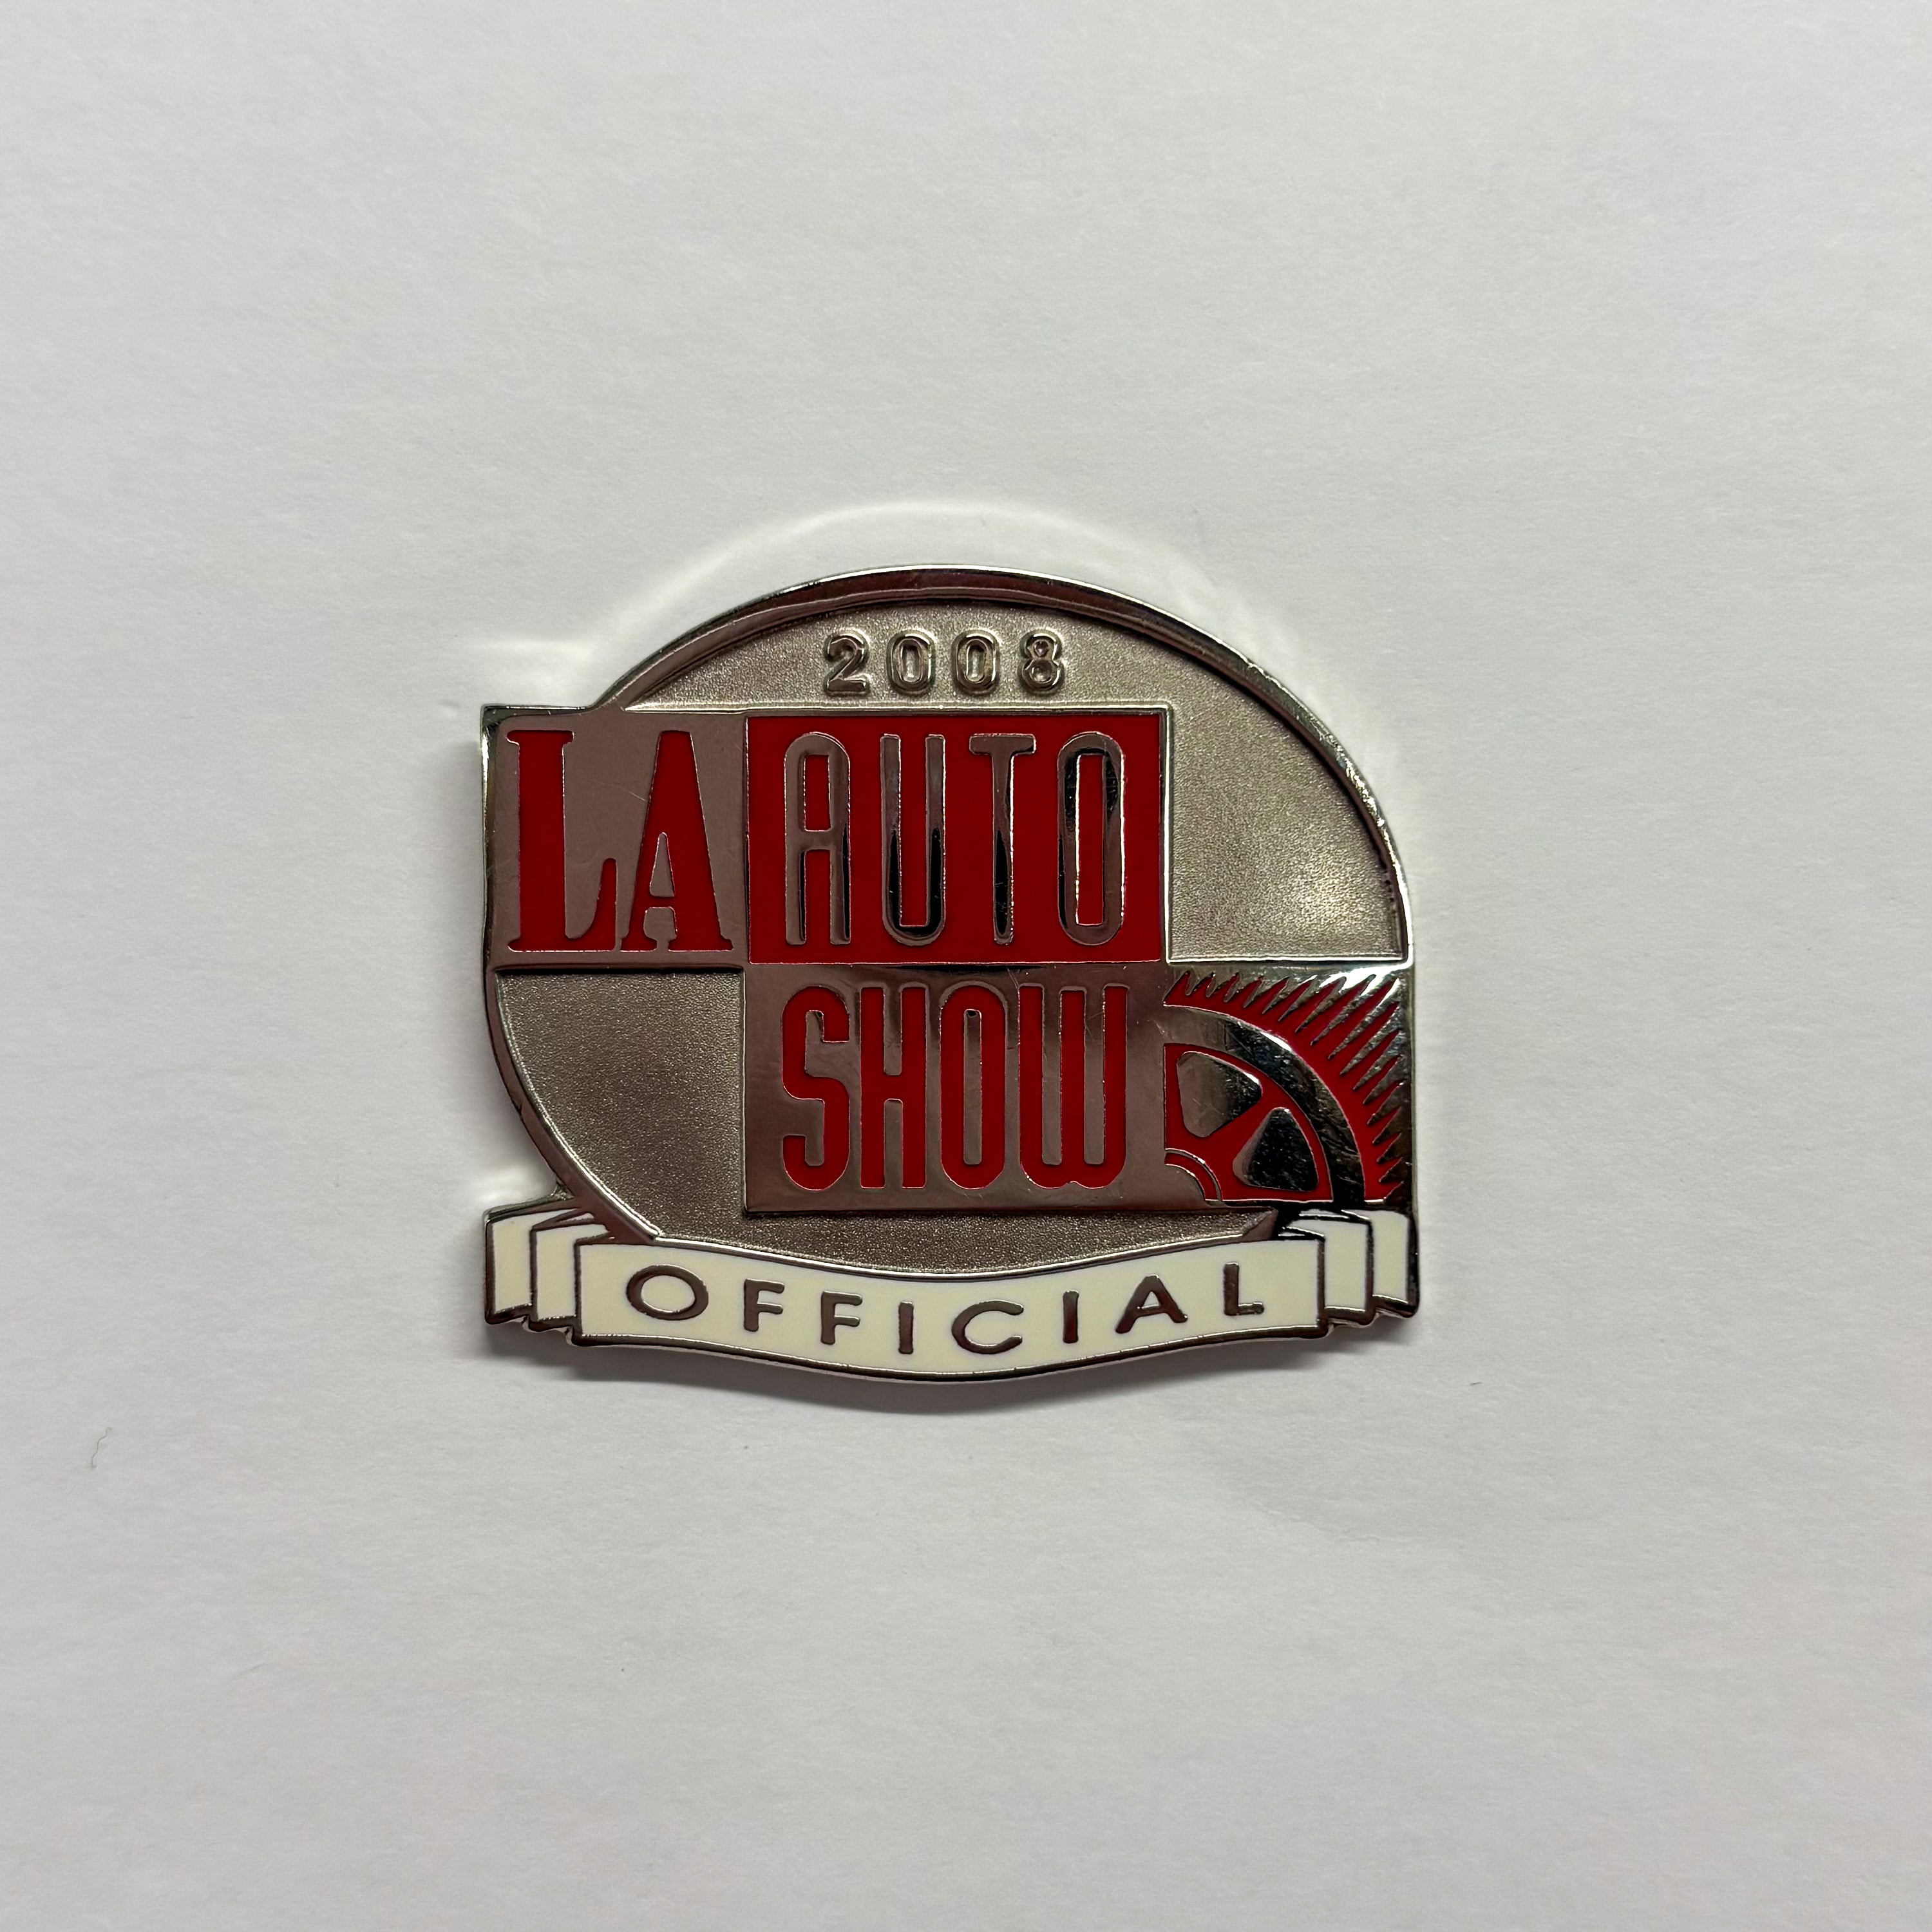 2008
LA AUTO
SHOW
OFFICIAL